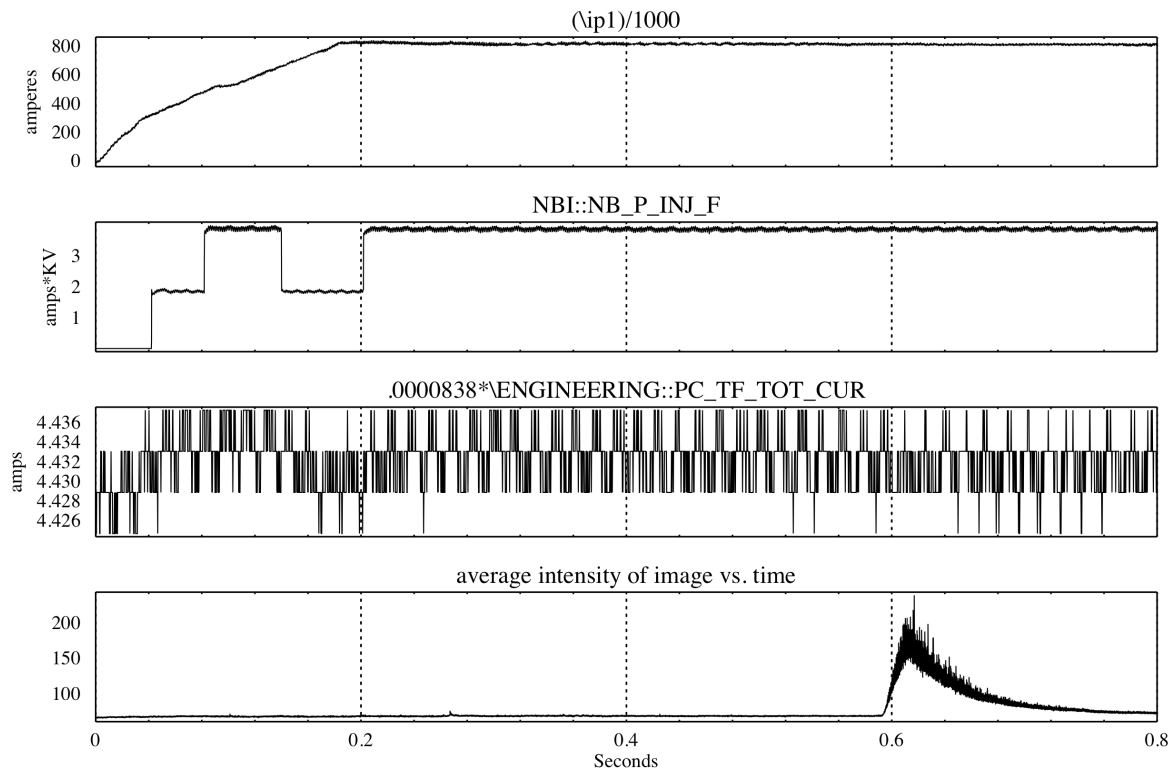 (\ip1)/1000
800
600
400
200
0
amperes
NBI::NB_P_INJ_F
3
2
1
amps*KV
.0000838*\ENGINEERING::PC_TF_TOT_CUR
4.436
4.434
4.432
4.430
4.428
4.426
amps
average intensity of image vs. time
200
150
100
0 0.2 0.4 0.6 0.8
Seconds